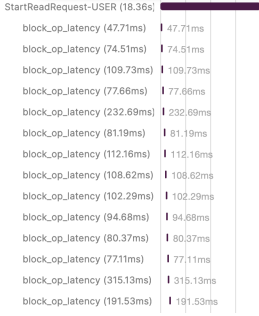 StartReadRequest-USER (18.36s)
block_op_latency (47.71ms) 47.71ms
block_op_latency (74.51ms) 74.51ms
block_op_latency (109.73ms) 109.73ms
block_op_latency (77.66ms) 77.66ms
block_op_latency (232.69ms) 232.69ms
block_op_latency (81.19ms) 81.19ms
block_op_latency (112.16ms) 112.16ms
block_op_latency (108.62ms) 108.62ms
block_op_latency (102.29ms) 102.29ms
block_op_latency (94.68ms) 94.68ms
block_op_latency (80.37ms) 80.37ms
block_op_latency (77.11ms) 77.11ms
block_op_latency (315.13ms) 315.13ms
block_op_latency (191.53ms) 191.53ms